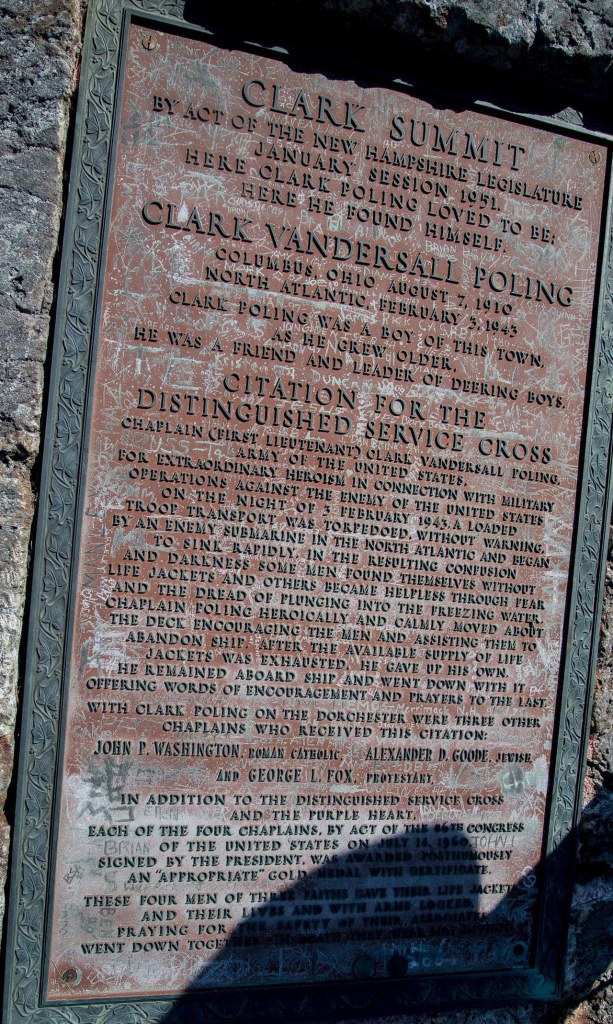 CLARK SUMMIT
BY ACT OF THE NEW HAMPSHIRE LEGISLATURE
JANUARY SESSION 1951.
HERE CLARK POLING LOVED TO BE;
HERE HE FOUND HIMSELF.
CLARK VANDERSALL POLING
COLUMBUS, OHIO AUGUST 7, 1910
NORTH ATLANTIC, FEBRUARY 3, 1943
CLARK POLING WAS A BOY OF THIS TOWN,
AS HE GREW OLDER,
HE WAS A FRIEND AND LEADER OF DEERING BOYS.
CITATION FOR THE
DISTINGUISHED SERVICE CROSS
CHAPLAIN (FIRST LIEUTENANT) CLARK VANDERSALL POLING,
ARMY OF THE UNITED STATES,
FOR EXTRAORDINARY HEROISM IN CONNECTION WITH MILITARY
OPERATIONS AGAINST THE ENEMY OF THE UNITED STATES
ON THE NIGHT OF 3 FEBRUARY 1943. A LOADED
TROOP TRANSPORT WAS TORPEDOED, WITHOUT WARNING,
BY AN ENEMY SUBMARINE IN THE NORTH ATLANTIC AND BEGAN
TO SINK RAPIDLY. IN THE RESULTING CONFUSION
AND DARKNESS SOME MEN FOUND THEMSELVES WITHOUT
LIFE JACKETS AND OTHERS BECAME HELPLESS THROUGH FEAR
AND THE DREAD OF PLUNGING INTO THE FREEZING WATER.
CHAPLAIN POLING HEROICALLY AND CALMLY MOVED ABOUT
THE DECK ENCOURAGING THE MEN AND ASSISTING THEM TO
ABANDON SHIP. AFTER THE AVAILABLE SUPPLY OF LIFE
JACKETS WAS EXHAUSTED, HE GAVE UP HIS OWN.
HE REMAINED ABOARD SHIP AND WENT DOWN WITH IT
OFFERING WORDS OF ENCOURAGEMENT AND PRAYERS TO THE LAST.
WITH CLARK POLING ON THE DORCHESTER WERE THREE OTHER
CHAPLAINS WHO RECEIVED THIS CITATION:
JOHN P. WASHINGTON, ROMAN CATHOLIC, ALEXANDER D. GOODE, JEWISH,
AND GEORGE L. FOX, PROTESTANT,
IN ADDITION TO THE DISTINGUISHED SERVICE CROSS
AND THE PURPLE HEART,
EACH OF THE FOUR CHAPLAINS, BY ACT OF THE 86TH CONGRESS
OF THE UNITED STATES ON JULY 14, 1960
SIGNED BY THE PRESIDENT, WAS AWARDED POSTHUMOUSLY
AN "APPROPRIATE" GOLD MEDAL WITH CERTIFICATE.
THESE FOUR MEN OF THREE FAITHS GAVE THEIR LIFE JACKETS
AND THEIR LIVES AND WITH ARMS LOCKED
PRAYING FOR THE SAFETY OF THEIR ASSOCIATES
WENT DOWN TOGETHER